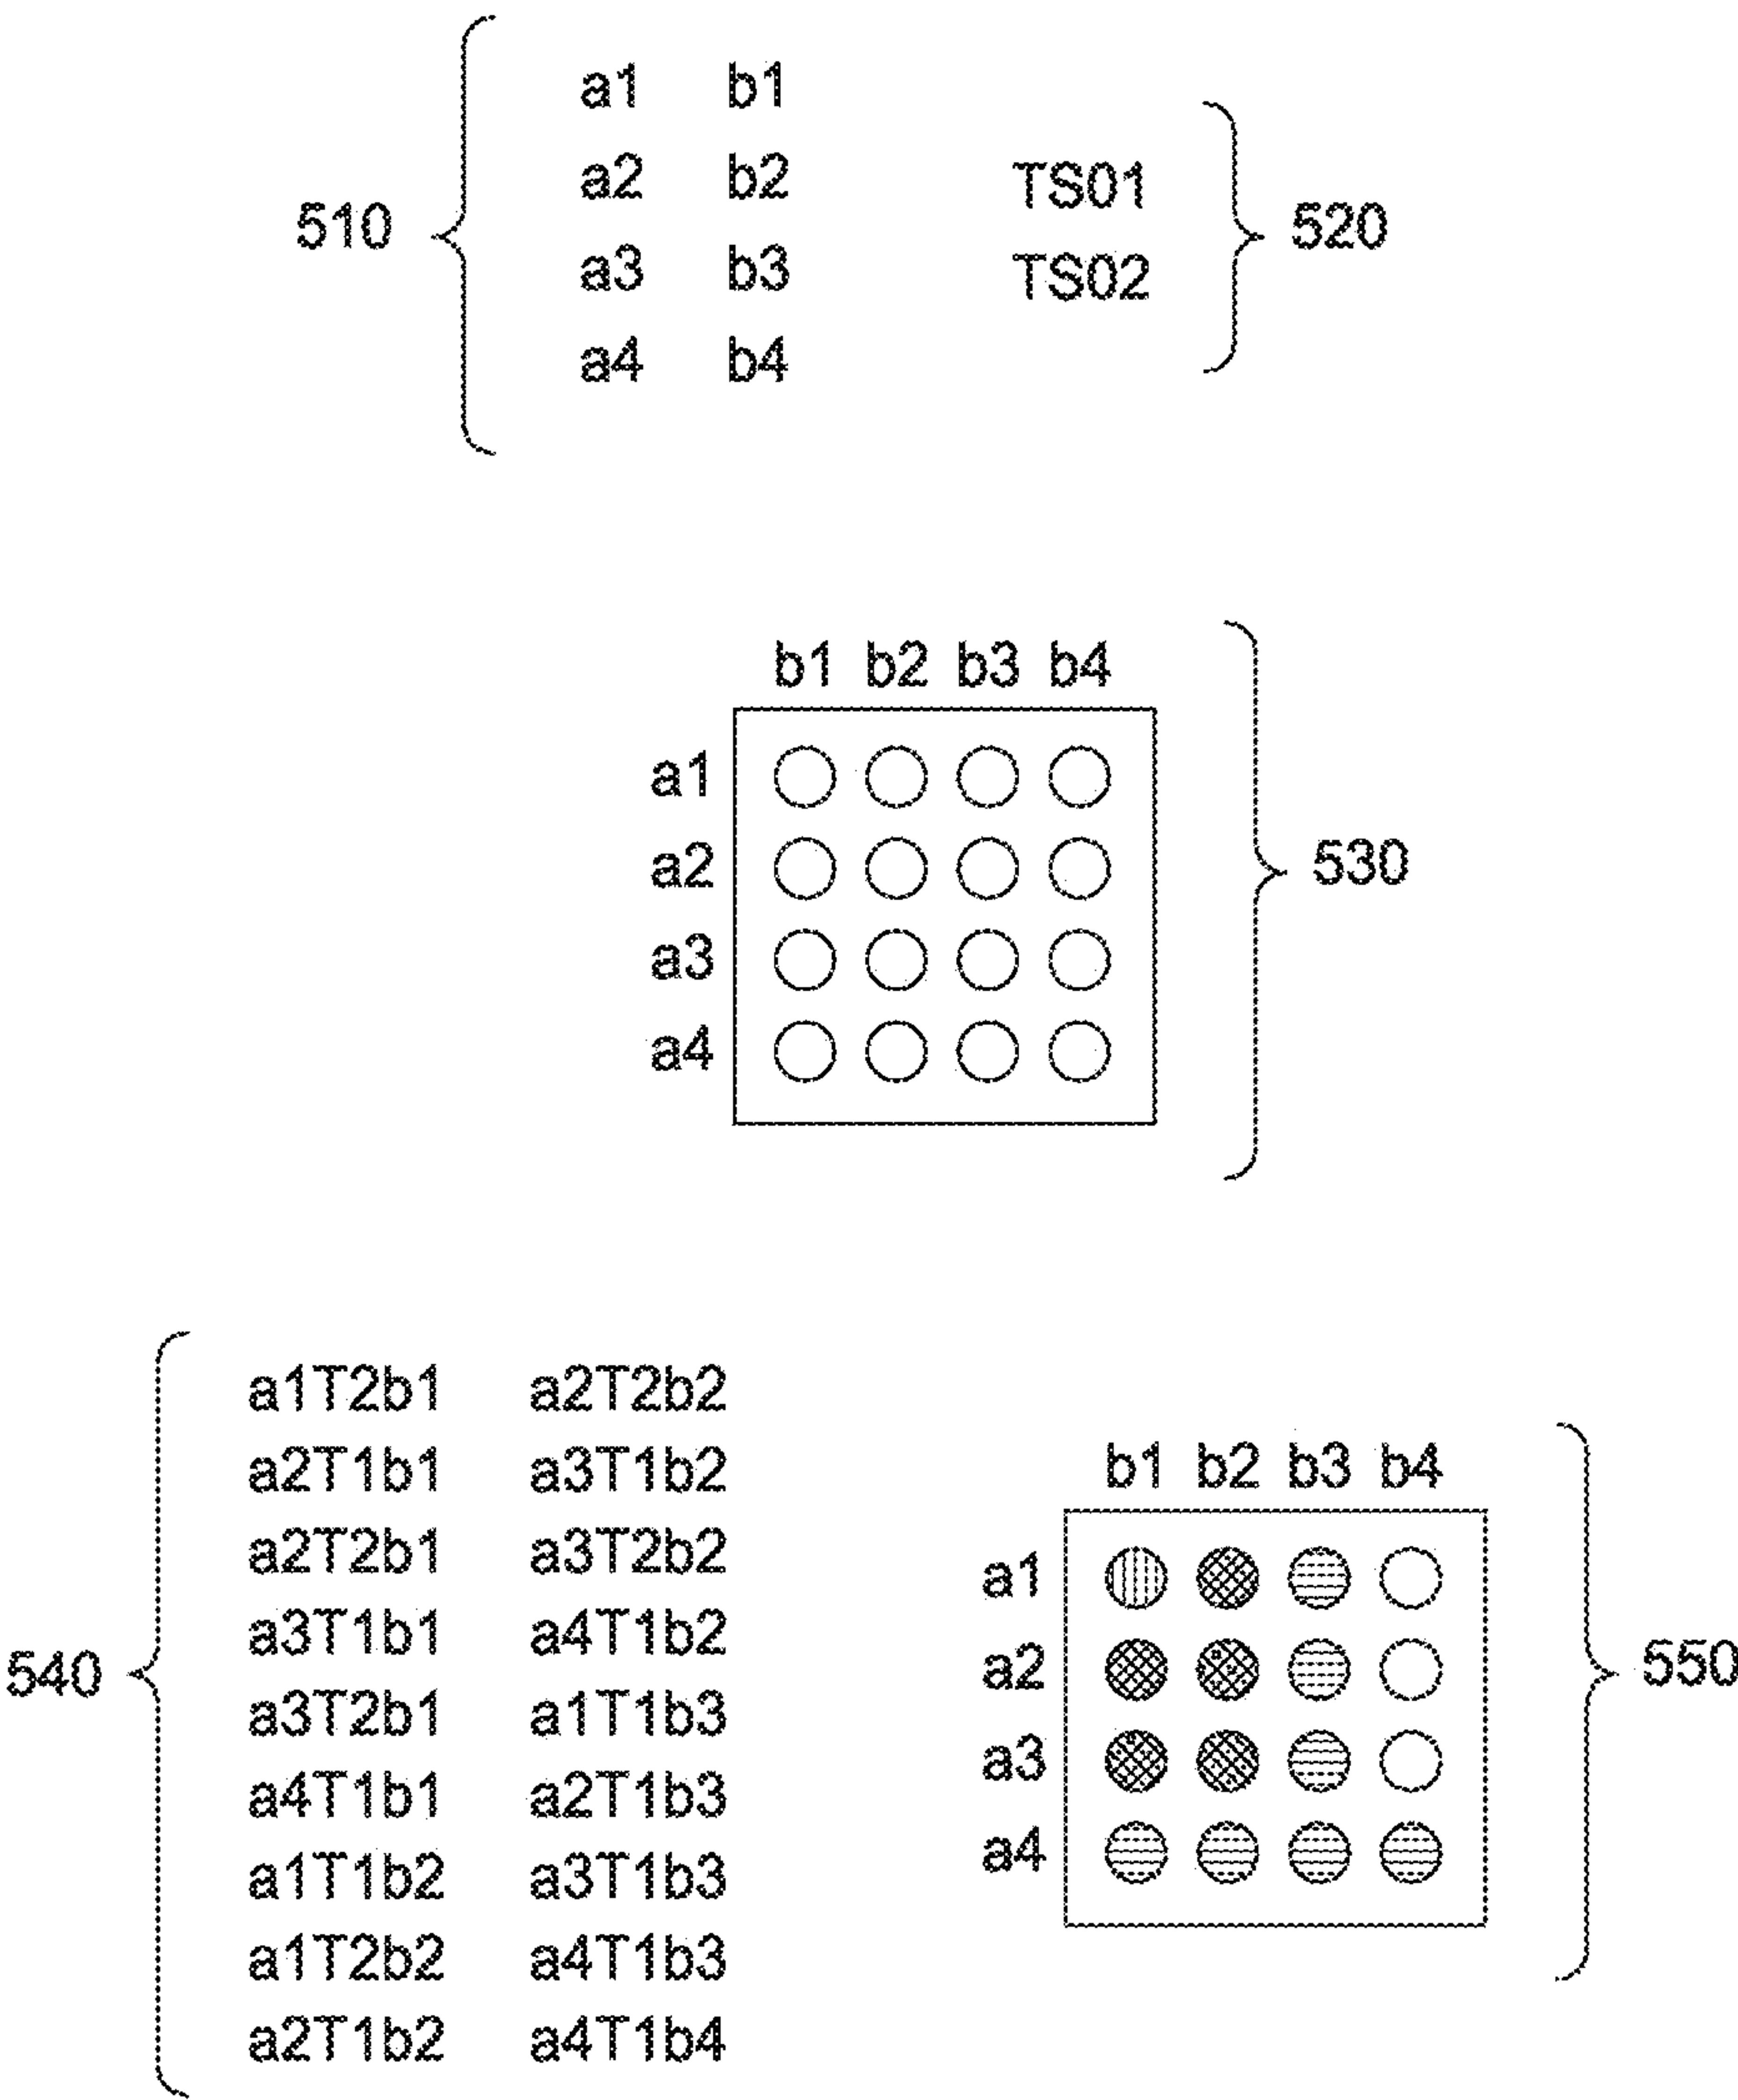 a1 b1
a2 b2 TS01
510 520
a3 b3 TS02
a4 b4
b1 b2 b3 b4
a1
a2 530
a3
a4
a1T2b1 a2T2b2
a2T1b1 a3T1b2 b1 b2 b3 b4
a2T2b1 a3T2b2 a1
a3T1b1 a4T1b2
540 a2 550
a3T2b1 a1T1b3
a4T1b1 a2T1b3 a3
a1T1b2 a3T1b3 a4
a1T2b2 a4T1b3
a2T1b2 a4T1b4